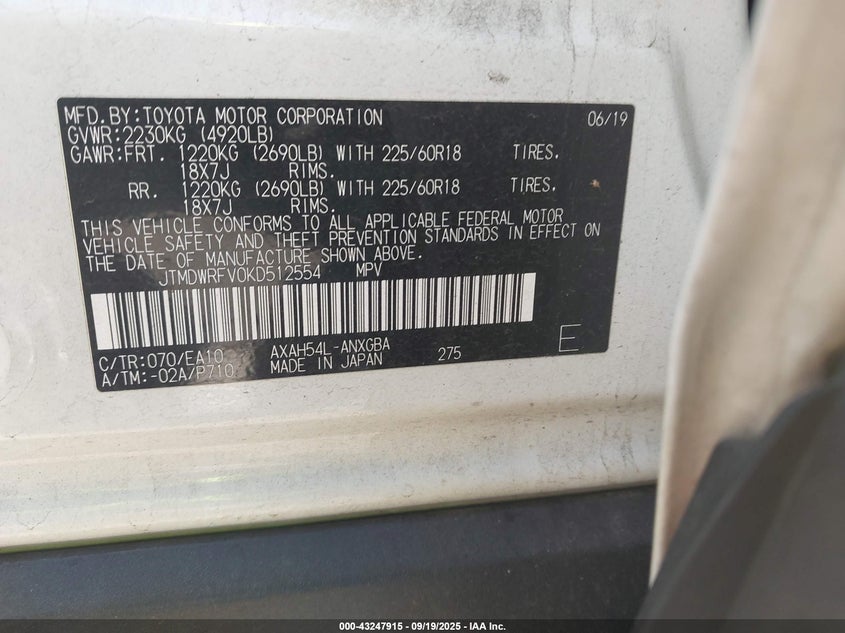 MFD.BY:TOYOTA MOTOR CORPORATION 06/19
GVWR:2230KG (4920LB)
GAWR:FRT. 1220KG (2690LB) WITH 225/60R18 TIRES.
18X7J RIMS.
RR. 1220KG (2690LB) WITH 225/60R18 TIRES.
18X7J RIMS.
THIS VEHICLE CONFORMS TO ALL APPLICABLE FEDERAL MOTOR
VEHICLE SAFETY AND THEFT PREVENTION STANDARDS IN EFFECT ON
THE DATE OF MANUFACTURE SHOWN ABOVE.
JTMDWRFV0KD512554 MPV
C/TR:070/EA10 AXAH54L-ANXGBA
A/TM:-02A/P710 MADE IN JAPAN 275 E
000-43247915 - 09/19/2025 - IAA Inc.